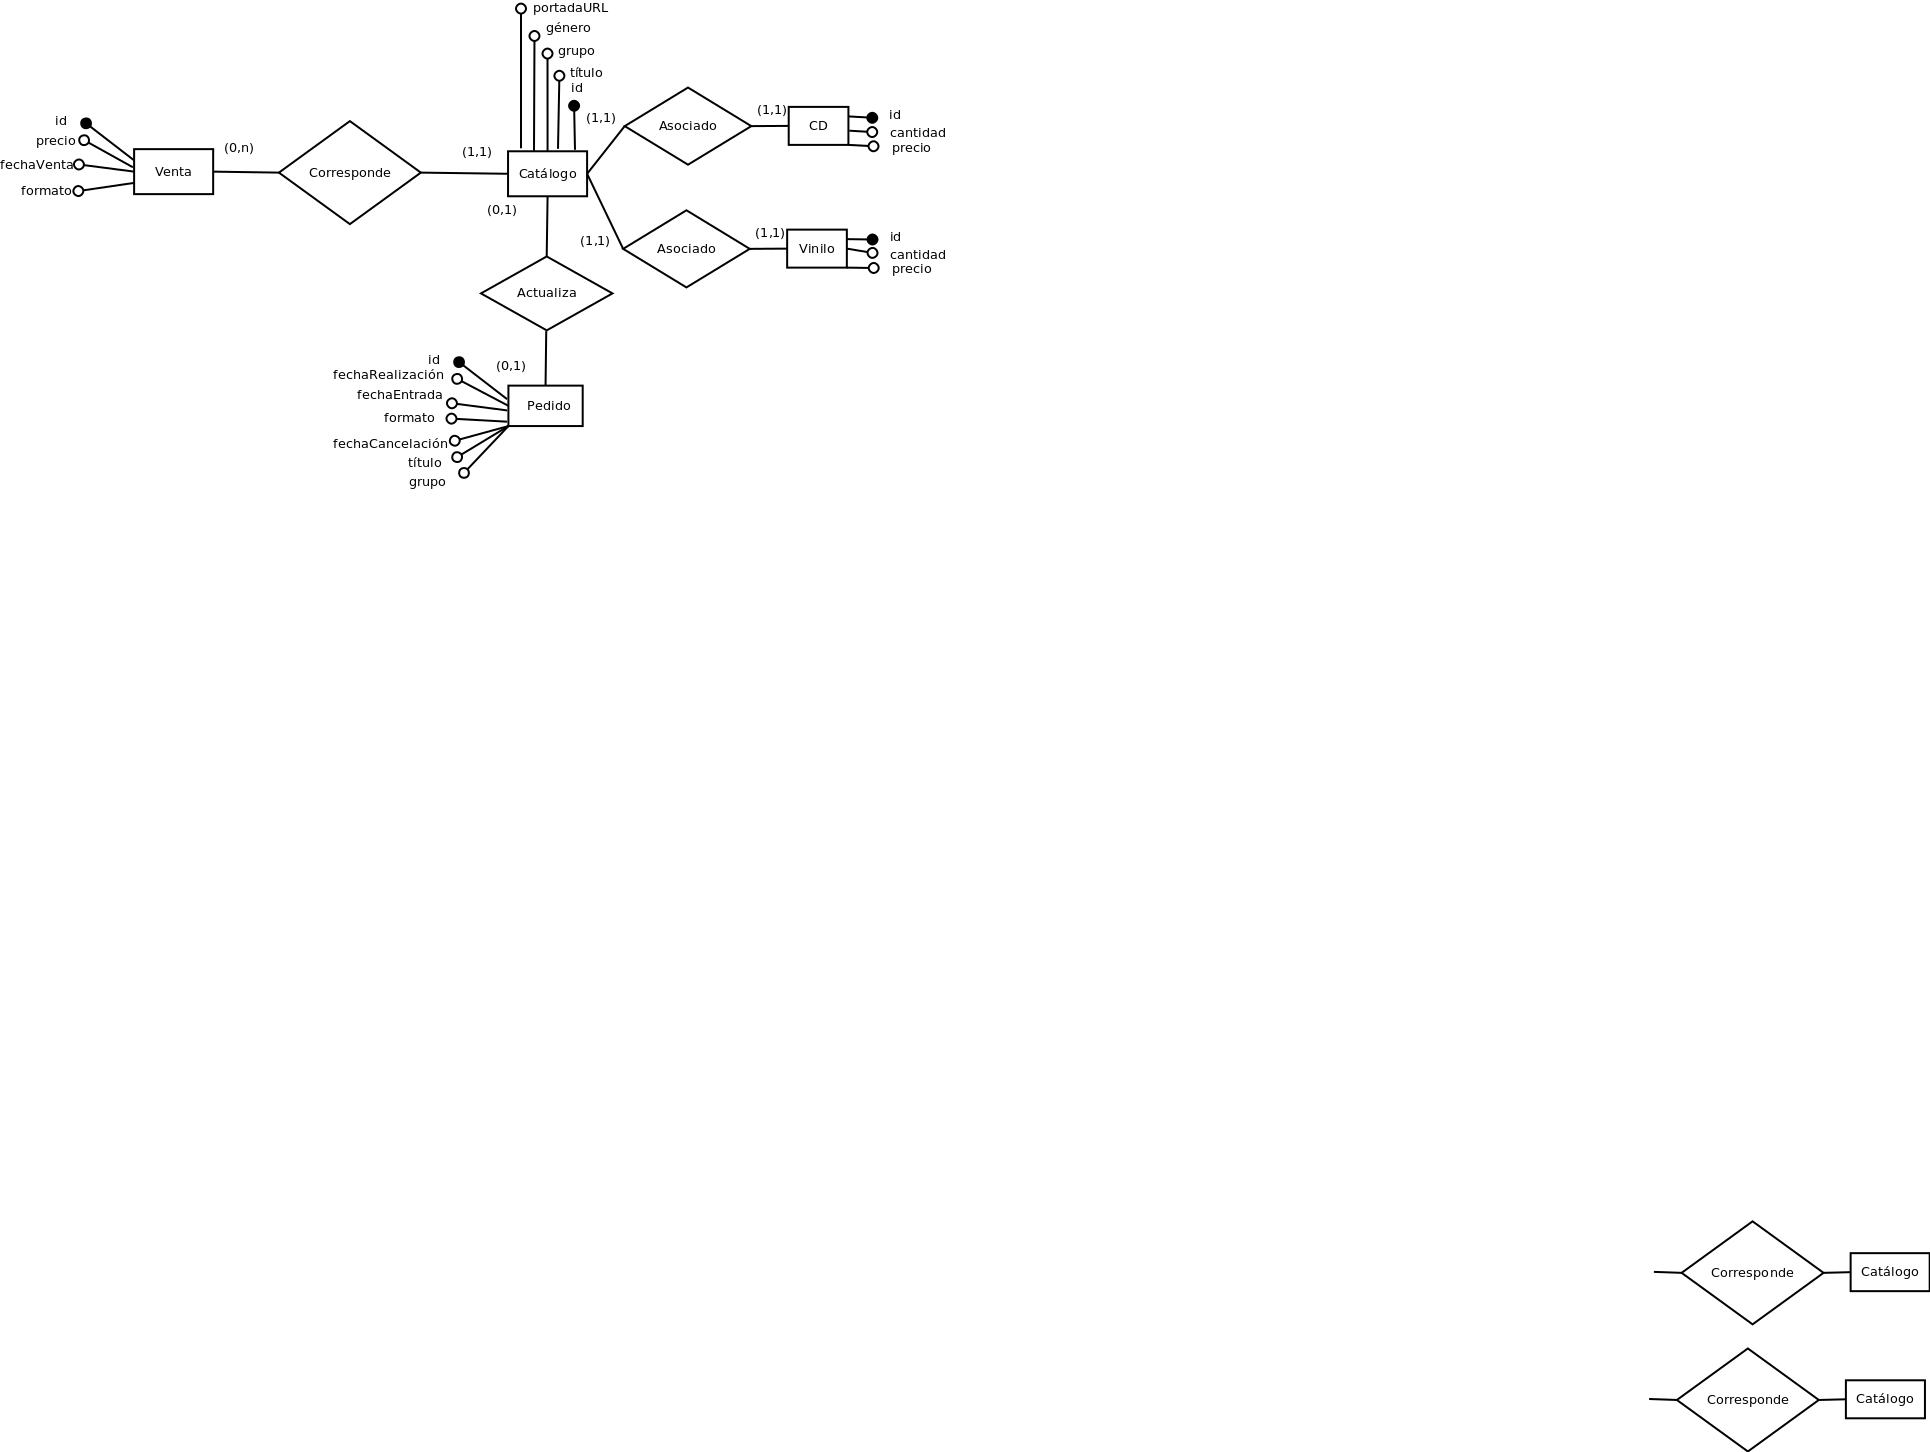 portadaURL
género
grupo
título
id
id
precio
fechaVenta
formato
Venta
(0,n)
Corresponde
(1,1)
Catálogo
(0,1)
(1,1)
Asociado
(1,1)
CD
id
cantidad
precio
(1,1)
Asociado
(1,1)
Vinilo
id
cantidad
precio
Actualiza
(0,1)
id
fechaRealización
fechaEntrada
formato
fechaCancelación
título
grupo
Pedido
Corresponde
Catálogo
Corresponde
Catálogo